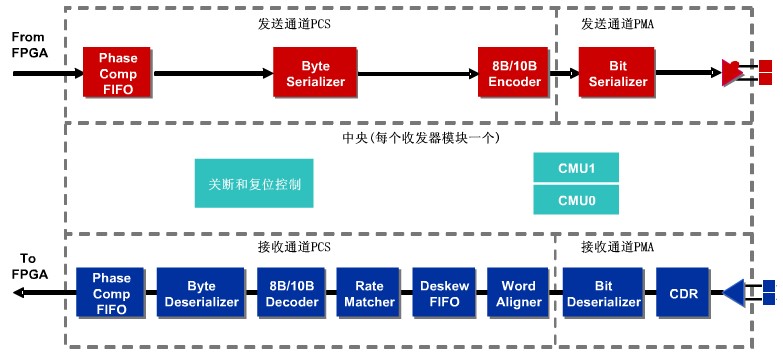 发送通道PCS
发送通道PMA
From
FPGA
Phase
Comp
FIFO
Byte
Serializer
8B/10B
Encoder
Bit
Serializer
中央(每个收发器模块一个)
关断和复位控制
CMU1
CMU0
接收通道PCS
接收通道PMA
To
FPGA
Phase
Comp
FIFO
Byte
Deserializer
8B/10B
Decoder
Rate
Matcher
Deskew
FIFO
Word
Aligner
Bit
Deserializer
CDR